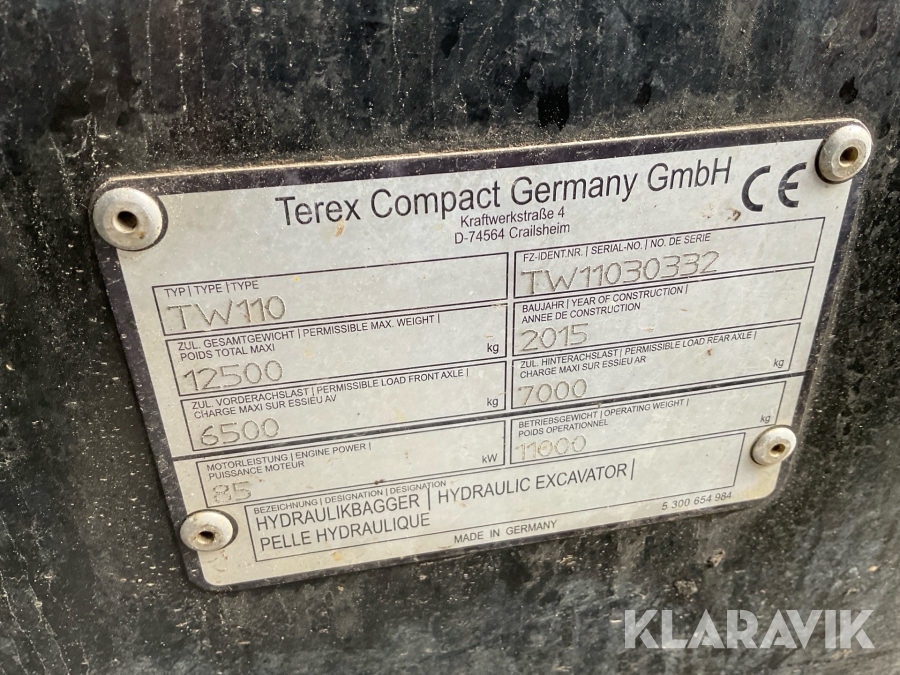 Terex Compact Germany GmbH
Kraftwerkstraße 4
D-74564 Crailsheim
CE
TYP | TYPE | TYPE
TW110
FZ-IDENT.NR. | SERIAL-NO. | NO. DE SERIE
TW11030332
ZUL. GESAMTGEWICHT | PERMISSIBLE MAX. WEIGHT |
POIDS TOTAL MAXI
12500 kg
BAUJAHR | YEAR OF CONSTRUCTION |
ANNEE DE CONSTRUCTION
2015
ZUL. VORDERACHSLAST | PERMISSIBLE LOAD FRONT AXLE |
CHARGE MAXI SUR ESSIEU AV
6500 kg
ZUL. HINTERACHSLAST | PERMISSIBLE LOAD REAR AXLE |
CHARGE MAXI SUR ESSIEU AR
7000 kg
MOTORLEISTUNG | ENGINE POWER |
PUISSANCE MOTEUR
85 kW
BETRIEBSGEWICHT | OPERATING WEIGHT |
POIDS OPERATIONNEL
11000 kg
BEZEICHNUNG | DESIGNATION | DESIGNATION
HYDRAULIKBAGGER | HYDRAULIC EXCAVATOR |
PELLE HYDRAULIQUE
MADE IN GERMANY
5 300 654 984
KLARAVIK